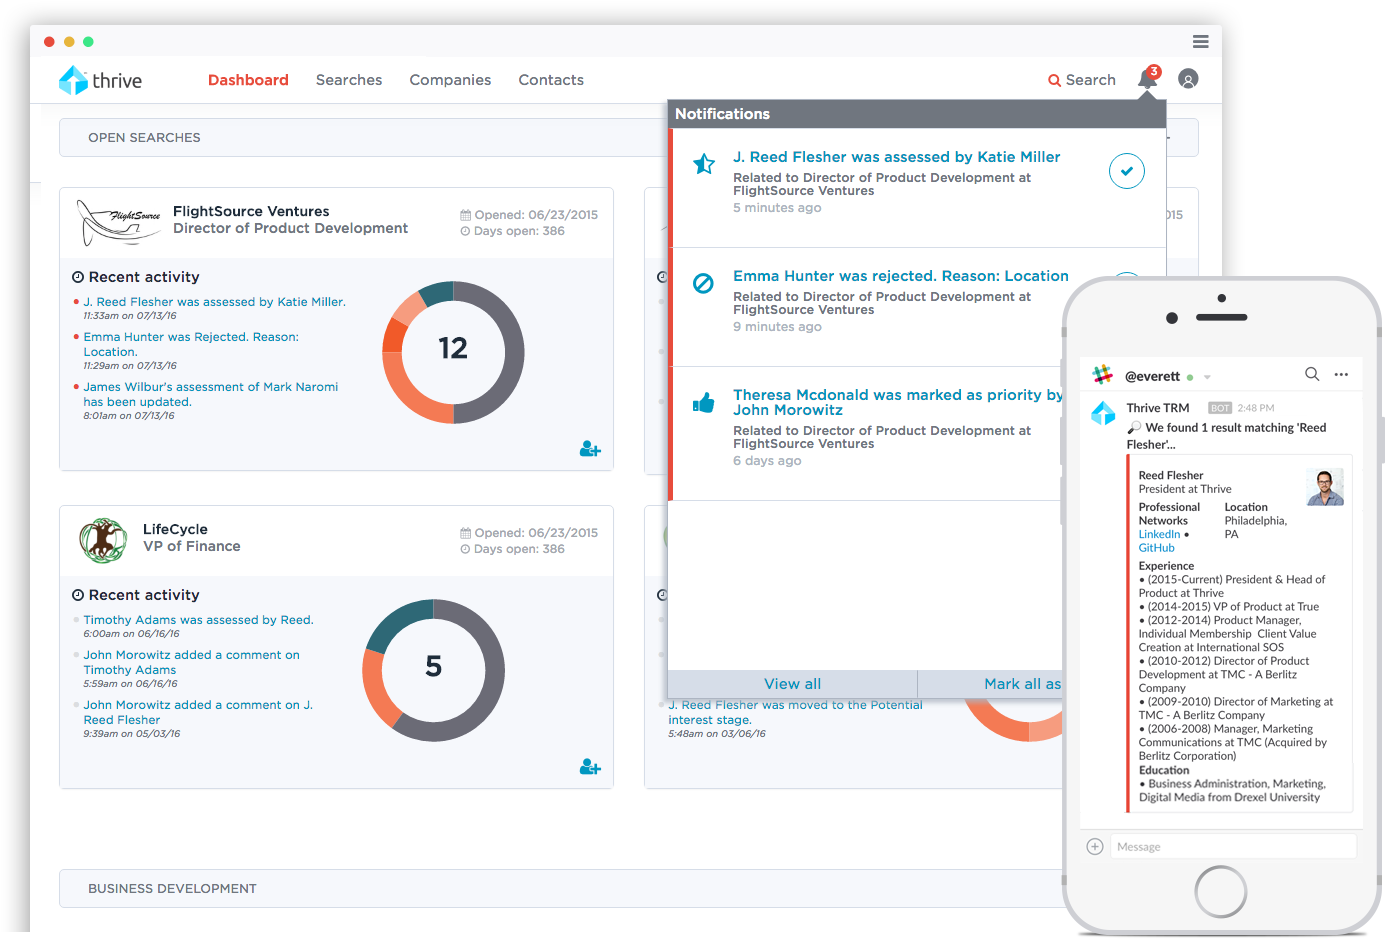 thrive
Dashboard
Searches
Companies
Contacts
Search
3
OPEN SEARCHES
Notifications
J. Reed Flesher was assessed by Katie Miller
Related to Director of Product Development at
FlightSource Ventures
5 minutes ago
Emma Hunter was rejected. Reason: Location
Related to Director of Product Development at
FlightSource Ventures
9 minutes ago
Theresa Mcdonald was marked as priority by
John Morowitz
Related to Director of Product Development at
FlightSource Ventures
6 days ago
View all
Mark all as
FlightSource
FlightSource Ventures
Director of Product Development
Opened: 06/23/2015
Days open: 386
Recent activity
J. Reed Flesher was assessed by Katie Miller.
11:33am on 07/13/16
Emma Hunter was Rejected. Reason:
Location.
11:29am on 07/13/16
James Wilbur's assessment of Mark Naromi
has been updated.
8:01am on 07/13/16
12
015
LifeCycle
VP of Finance
Opened: 06/23/2015
Days open: 386
Recent activity
Timothy Adams was assessed by Reed.
6:00am on 06/16/16
John Morowitz added a comment on
Timothy Adams
5:59am on 06/16/16
John Morowitz added a comment on J.
Reed Flesher
9:39am on 05/03/16
5
J. Reed Flesher was moved to the Potential
interest stage.
5:48am on 03/06/16
BUSINESS DEVELOPMENT
@everett
Thrive TRM BOT 2:48 PM
We found 1 result matching 'Reed
Flesher'...
Reed Flesher
President at Thrive
Professional
Networks
LinkedIn •
GitHub
Location
Philadelphia,
PA
Experience
• (2015-Current) President & Head of
Product at Thrive
• (2014-2015) VP of Product at True
• (2012-2014) Product Manager,
Individual Membership Client Value
Creation at International SOS
• (2010-2012) Director of Product
Development at TMC - A Berlitz
Company
• (2009-2010) Director of Marketing at
TMC - A Berlitz Company
• (2006-2008) Manager, Marketing
Communications at TMC (Acquired by
Berlitz Corporation)
Education
• Business Administration, Marketing,
Digital Media from Drexel University
Message